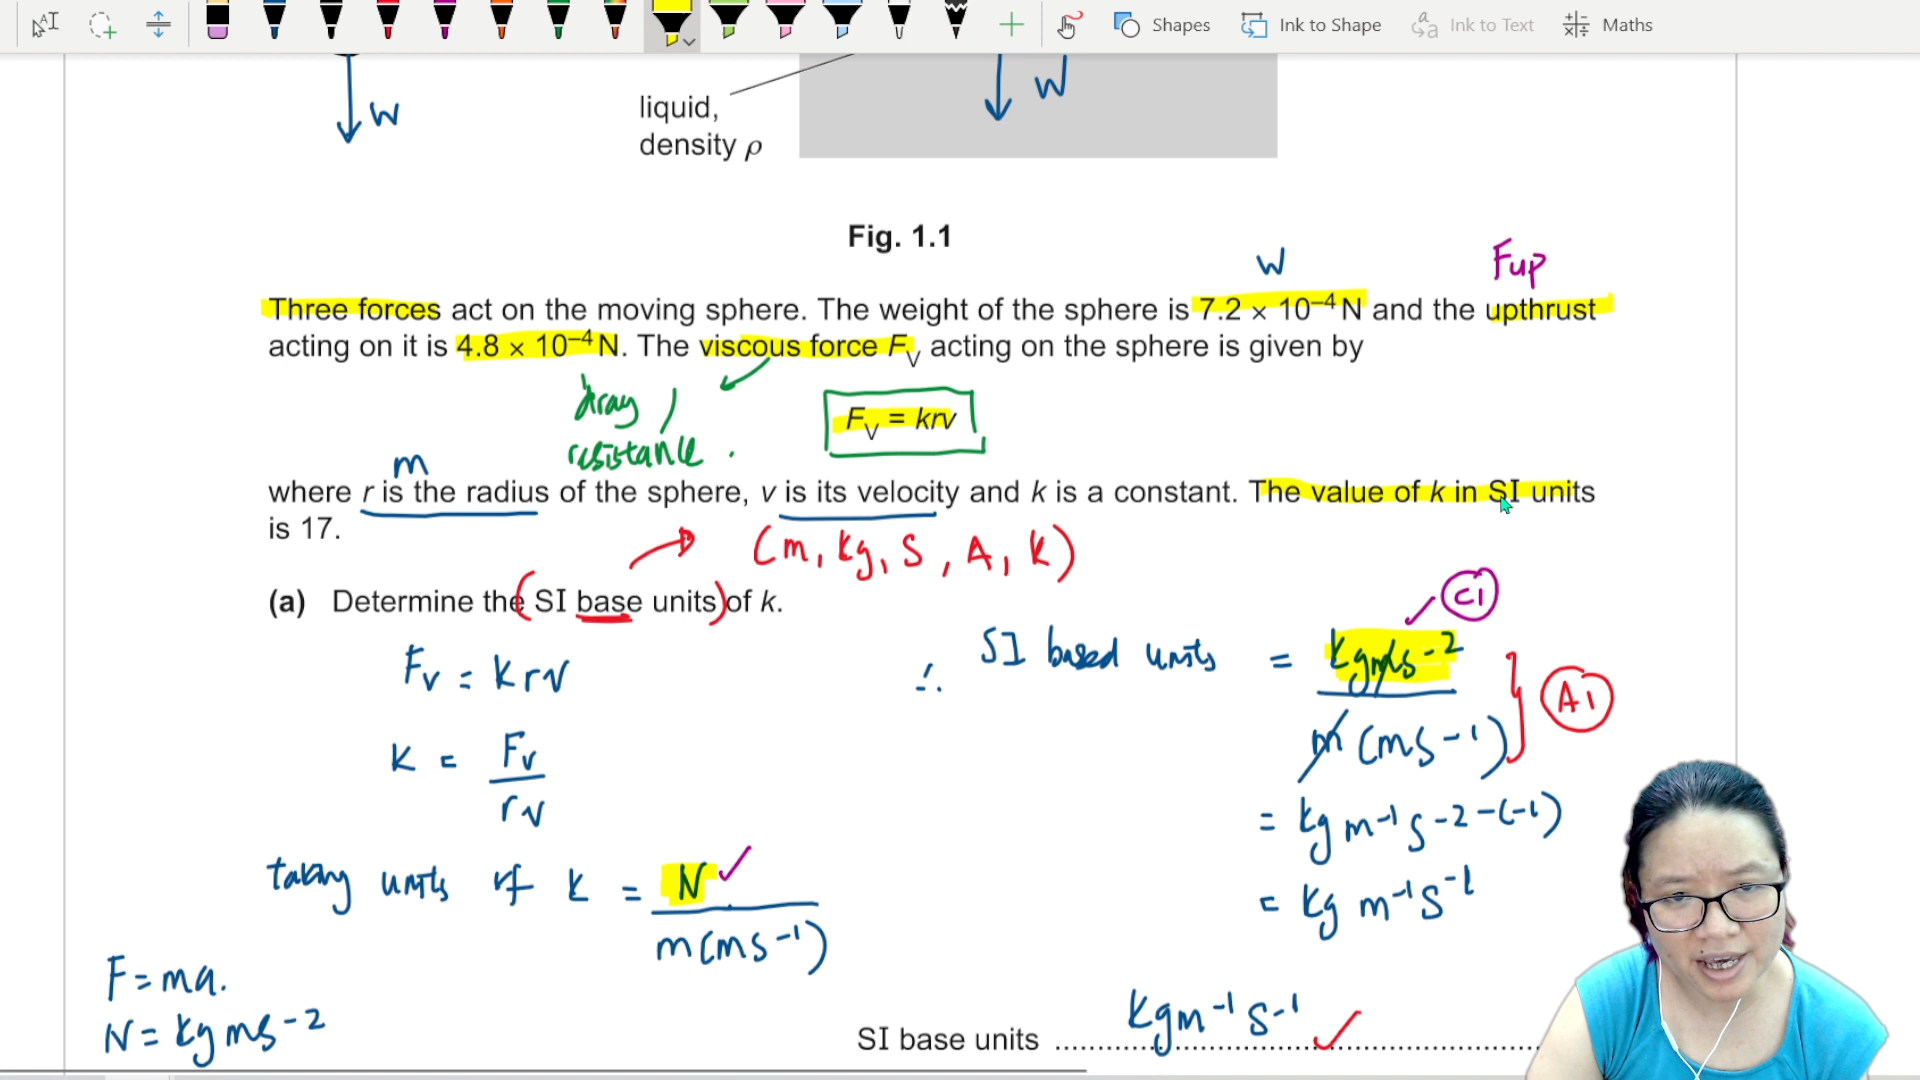 Shapes Ink to Shape Ink to Text Maths
W
liquid,
density ρ
W
Fig. 1.1
W
Fup
Three forces act on the moving sphere. The weight of the sphere is 7.2 × 10⁻⁴ N and the upthrust
acting on it is 4.8 × 10⁻⁴ N. The viscous force F_V acting on the sphere is given by
drag /
resistance.
F_V = krv
m
where r is the radius of the sphere, v is its velocity and k is a constant. The value of k in SI units
is 17.
(m, kg, s, A, K)
(a) Determine the (SI base units) of k.
F_v = krv
k = F_v / rv
taking units of k = N / m(ms⁻¹)
F = ma.
N = kgms⁻²
C1
∴ SI based units = kgms⁻² / m(ms⁻¹)
A1
= kg m⁻¹ s⁻²⁻⁽⁻¹⁾
= kg m⁻¹ s⁻¹
SI base units kgm⁻¹s⁻¹